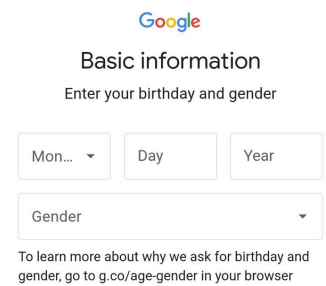 Google
Basic information
Enter your birthday and gender
Mon... Day Year
Gender
To learn more about why we ask for birthday and
gender, go to g.co/age-gender in your browser